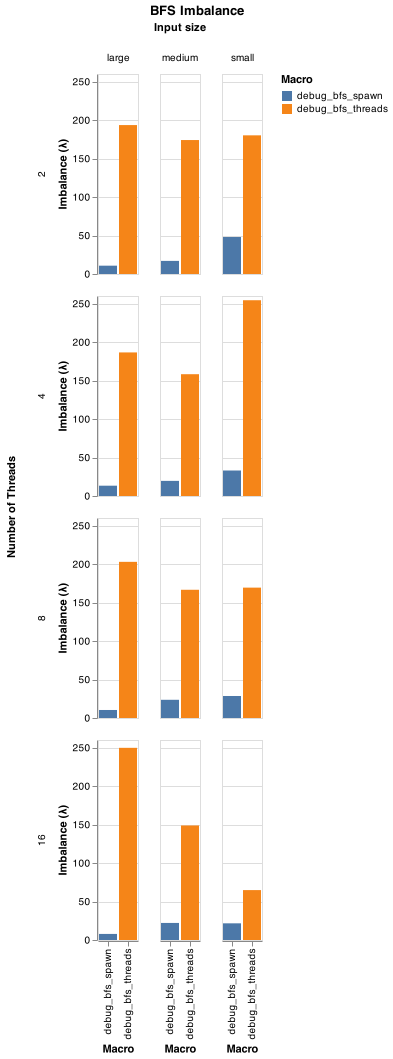 BFS Imbalance
Input size
large medium small
Macro
debug_bfs_spawn
debug_bfs_threads
Number of Threads
2
Imbalance (λ)
250
200
150
100
50
0
4
Imbalance (λ)
250
200
150
100
50
0
8
Imbalance (λ)
250
200
150
100
50
0
16
Imbalance (λ)
250
200
150
100
50
0
debug_bfs_spawn
debug_bfs_threads
debug_bfs_spawn
debug_bfs_threads
debug_bfs_spawn
debug_bfs_threads
Macro Macro Macro